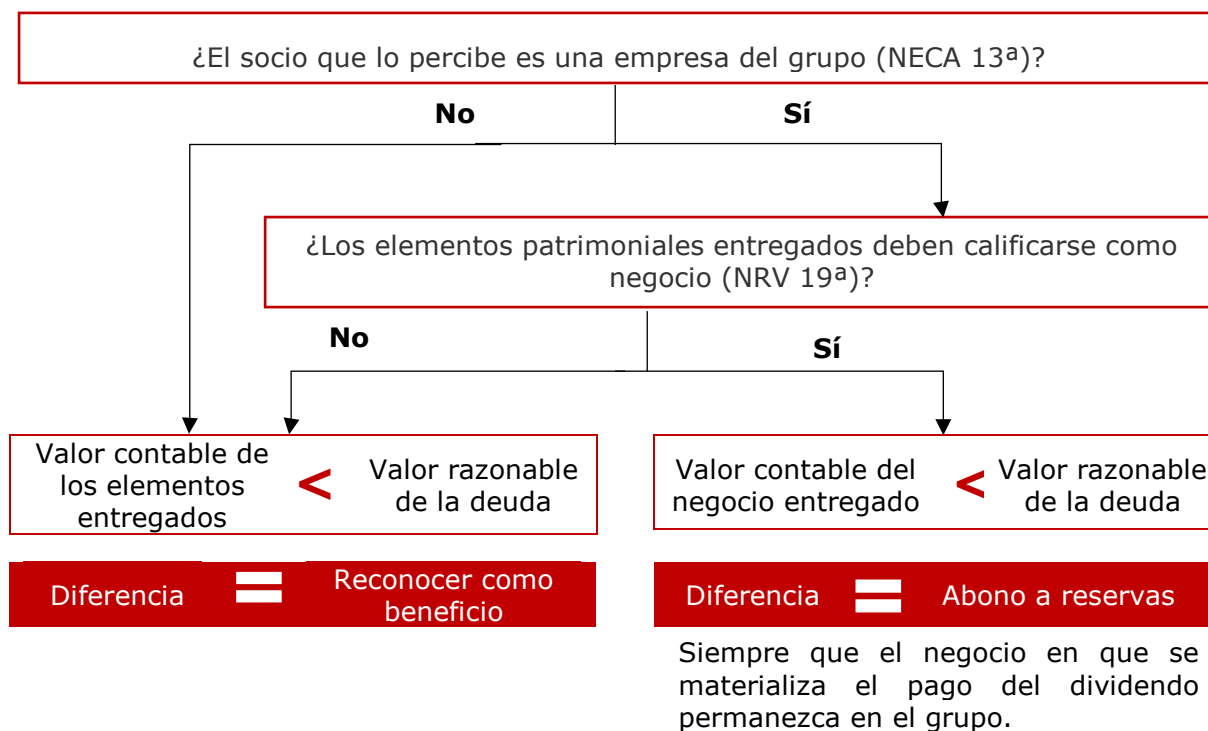 ¿El socio que lo percibe es una empresa del grupo (NECA 13ª)?
No
Sí
¿Los elementos patrimoniales entregados deben calificarse como
negocio (NRV 19ª)?
No
Sí
Valor contable de
los elementos
entregados
<
Valor razonable
de la deuda
Valor contable del
negocio entregado
<
Valor razonable
de la deuda
Diferencia
=
Reconocer como
beneficio
Diferencia
=
Abono a reservas
Siempre que el negocio en que se
materializa el pago del dividendo
permanezca en el grupo.